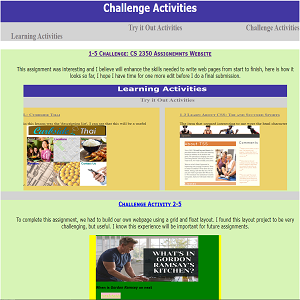 Challenge Activities
Try it Out Activities
Challenge Activities
Learning Activities
1-5 Challenge: CS 2350 Assignments Website
This assignment was interesting and I believe will enhance the skills needed to write web pages from start to finish, here is how it
looks so far, I hope I have time for one more edit before I do a final submission.
Learning Activities
Try it Out Activities
Thai
About CSS
Comments
Challenge Activity 2-5
To complete this assignment, we had to build our own webpage using a grid and float layout. I found this layout project to be very
challenging, but useful. I know this experience will be important for future assignments.
WHAT'S IN
GORDON
RAMSAY'S
KITCHEN?